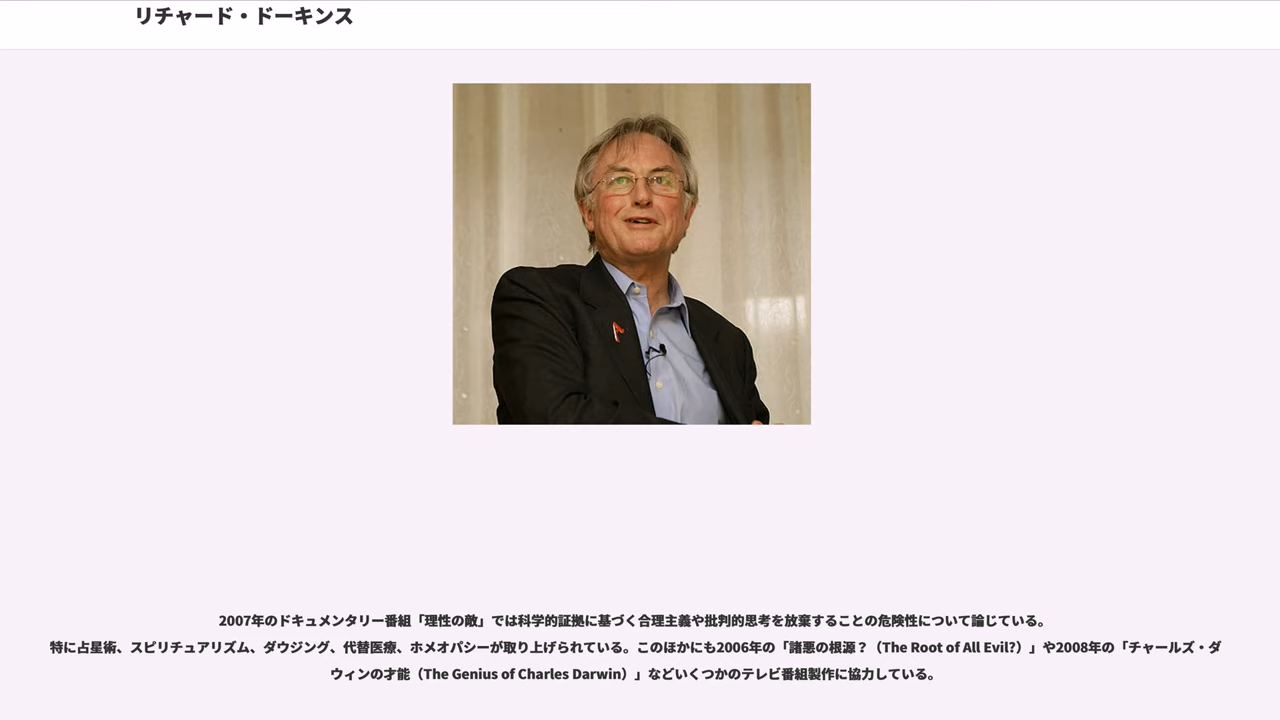 リチャード・ドーキンス
2007年のドキュメンタリー番組「理性の敵」では科学的証拠に基づく合理主義や批判的思考を放棄することの危険性について論じている。
特に占星術、スピリチュアリズム、ダウジング、代替医療、ホメオパシーが取り上げられている。このほかにも2006年の「諸悪の根源？（The Root of All Evil?）」や2008年の「チャールズ・ダ
ウィンの才能（The Genius of Charles Darwin）」などいくつかのテレビ番組製作に協力している。